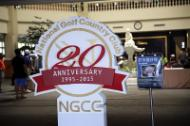 National Golf Country Club
20
ANNIVERSARY
1995-2015
NGCC